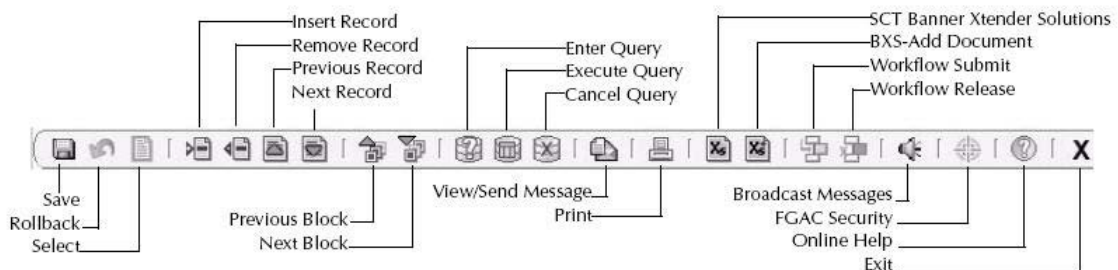 Insert Record
Remove Record
Previous Record
Next Record
Enter Query
Execute Query
Cancel Query
SCT Banner Xtender Solutions
BXS-Add Document
Workflow Submit
Workflow Release
Save
Rollback
Select
Previous Block
Next Block
View/Send Message
Print
Broadcast Messages
FGAC Security
Online Help
Exit